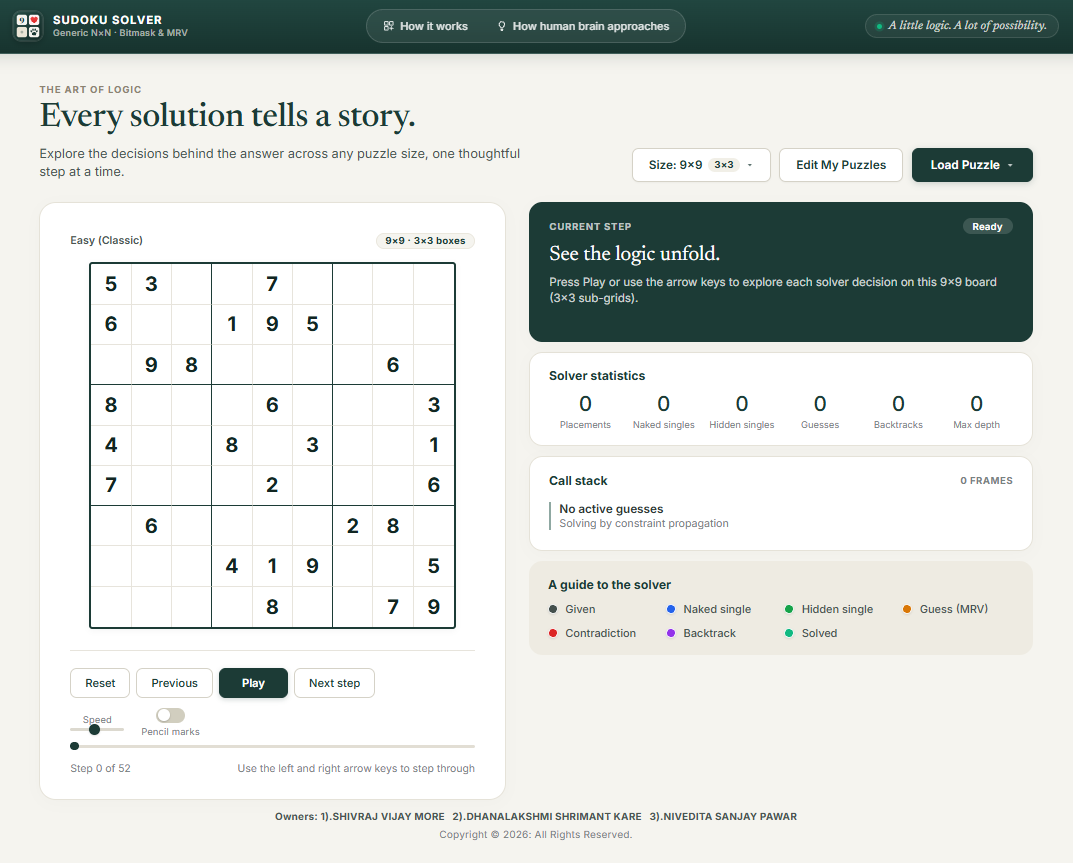 SUDOKU SOLVER
Generic N×N · Bitmask & MRV
How it works
How human brain approaches
A little logic. A lot of possibility.
THE ART OF LOGIC
Every solution tells a story.
Explore the decisions behind the answer across any puzzle size, one thoughtful
step at a time.
Size: 9×9 3×3
Edit My Puzzles
Load Puzzle
Easy (Classic)
9×9 · 3×3 boxes
5 3 7
6 1 9 5
9 8 6
8 6 3
4 8 3 1
7 2 6
6 2 8
4 1 9 5
8 7 9
Reset
Previous
Play
Next step
Speed
Pencil marks
Step 0 of 52
Use the left and right arrow keys to step through
CURRENT STEP
Ready
See the logic unfold.
Press Play or use the arrow keys to explore each solver decision on this 9×9 board
(3×3 sub-grids).
Solver statistics
0 0 0 0 0 0
Placements Naked singles Hidden singles Guesses Backtracks Max depth
Call stack
0 FRAMES
No active guesses
Solving by constraint propagation
A guide to the solver
Given Naked single Hidden single Guess (MRV)
Contradiction Backtrack Solved
Owners: 1).SHIVRAJ VIJAY MORE 2).DHANALAKSHMI SHRIMANT KARE 3).NIVEDITA SANJAY PAWAR
Copyright © 2026: All Rights Reserved.